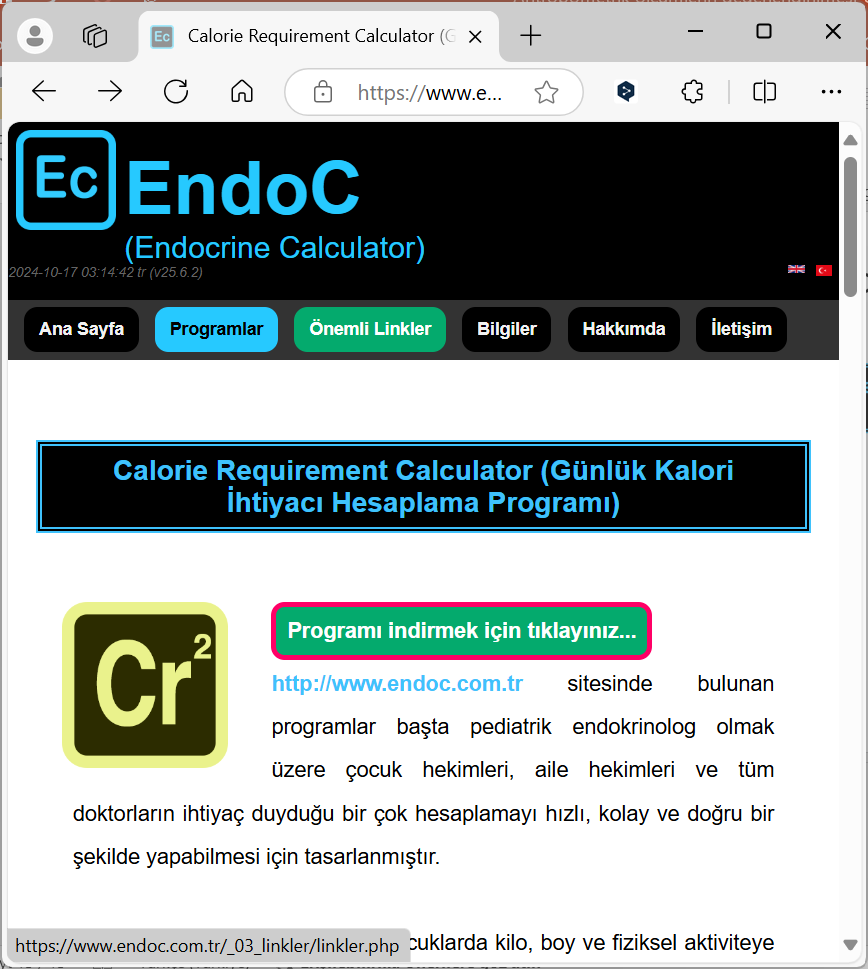 Ec
Calorie Requirement Calculator (G
https://www.e...
Ec
EndoC
(Endocrine Calculator)
2024-10-17 03:14:42 tr (v25.6.2)
Ana Sayfa
Programlar
Önemli Linkler
Bilgiler
Hakkımda
İletişim
Calorie Requirement Calculator (Günlük Kalori
İhtiyacı Hesaplama Programı)
Cr2
Programı indirmek için tıklayınız...
http://www.endoc.com.tr sitesinde bulunan
programlar başta pediatrik endokrinolog olmak
üzere çocuk hekimleri, aile hekimleri ve tüm
doktorların ihtiyaç duyduğu bir çok hesaplamayı hızlı, kolay ve doğru bir
şekilde yapabilmesi için tasarlanmıştır.
cuklarda kilo, boy ve fiziksel aktiviteye
https://www.endoc.com.tr/_03_linkler/linkler.php